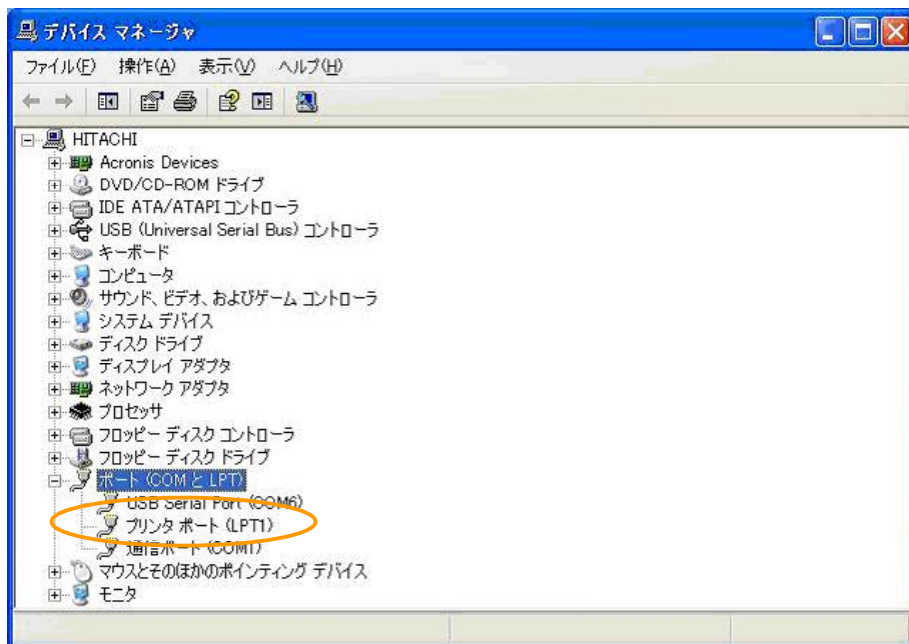 デバイス マネージャ
ファイル(F) 操作(A) 表示(V) ヘルプ(H)
HITACHI
Acronis Devices
DVD/CD-ROM ドライブ
IDE ATA/ATAPI コントローラ
USB (Universal Serial Bus) コントローラ
キーボード
コンピュータ
サウンド、ビデオ、およびゲーム コントローラ
システム デバイス
ディスク ドライブ
ディスプレイ アダプタ
ネットワーク アダプタ
プロセッサ
フロッピー ディスク コントローラ
フロッピー ディスク ドライブ
ポート (COM と LPT)
USB Serial Port (COM6)
プリンタ ポート (LPT1)
通信ポート (COM1)
マウスとそのほかのポインティング デバイス
モニタ